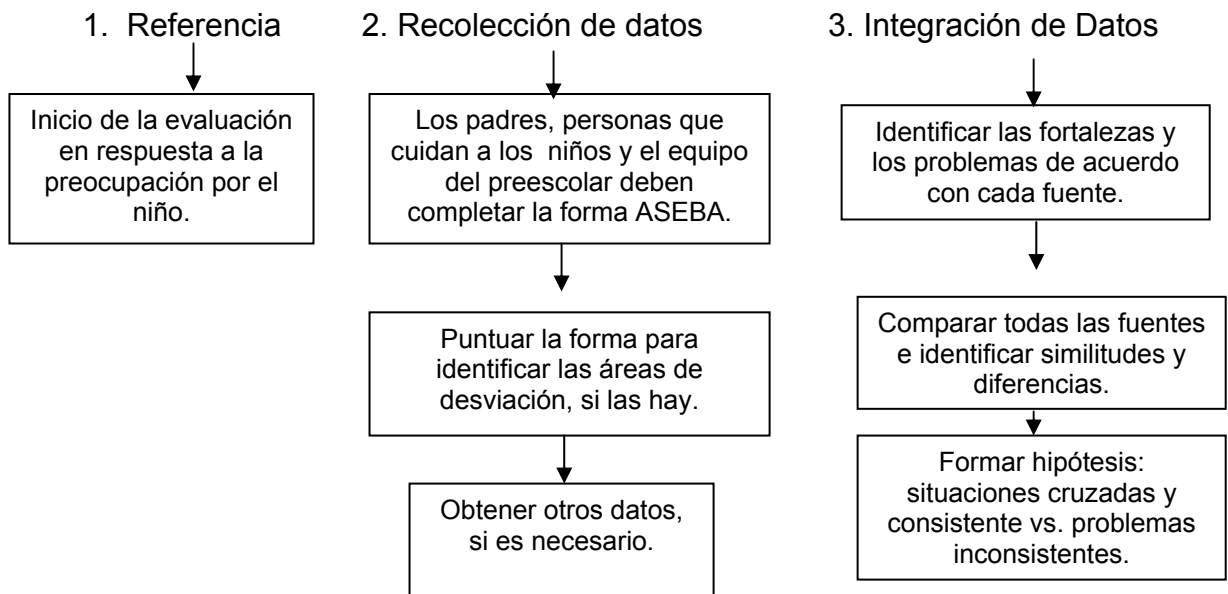 1. Referencia
Inicio de la evaluación
en respuesta a la
preocupación por el
niño.
2. Recolección de datos
Los padres, personas que
cuidan a los niños y el equipo
del preescolar deben
completar la forma ASEBA.
Puntuar la forma para
identificar las áreas de
desviación, si las hay.
Obtener otros datos,
si es necesario.
3. Integración de Datos
Identificar las fortalezas y
los problemas de acuerdo
con cada fuente.
Comparar todas las fuentes
e identificar similitudes y
diferencias.
Formar hipótesis:
situaciones cruzadas y
consistente vs. problemas
inconsistentes.